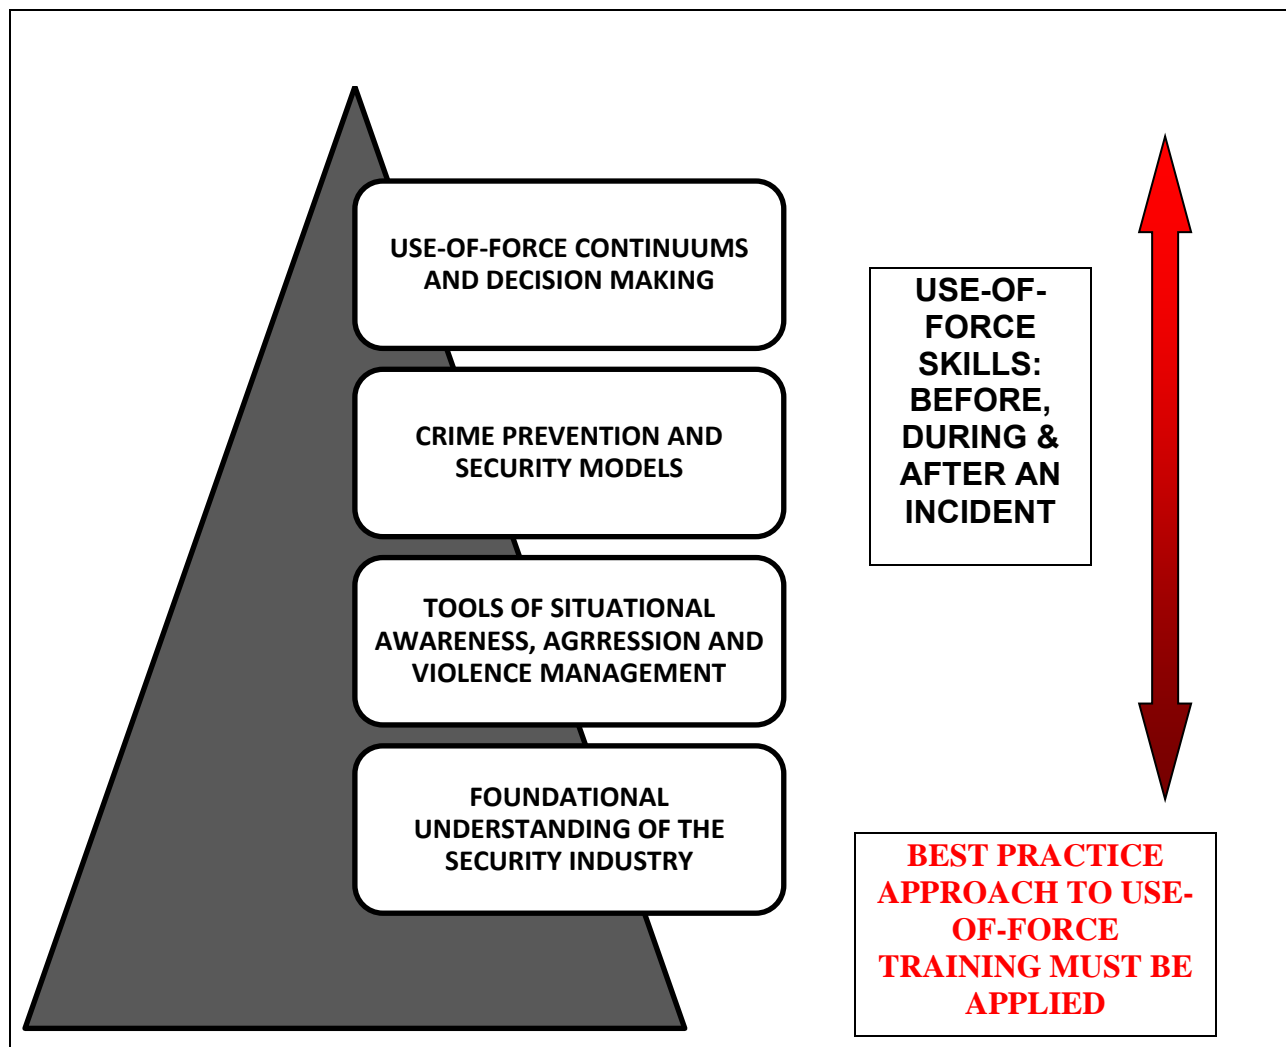 USE-OF-FORCE CONTINUUMS
AND DECISION MAKING
CRIME PREVENTION AND
SECURITY MODELS
TOOLS OF SITUATIONAL
AWARENESS, AGRRESSION AND
VIOLENCE MANAGEMENT
FOUNDATIONAL
UNDERSTANDING OF THE
SECURITY INDUSTRY
USE-OF-
FORCE
SKILLS:
BEFORE,
DURING &
AFTER AN
INCIDENT
BEST PRACTICE
APPROACH TO USE-
OF-FORCE
TRAINING MUST BE
APPLIED